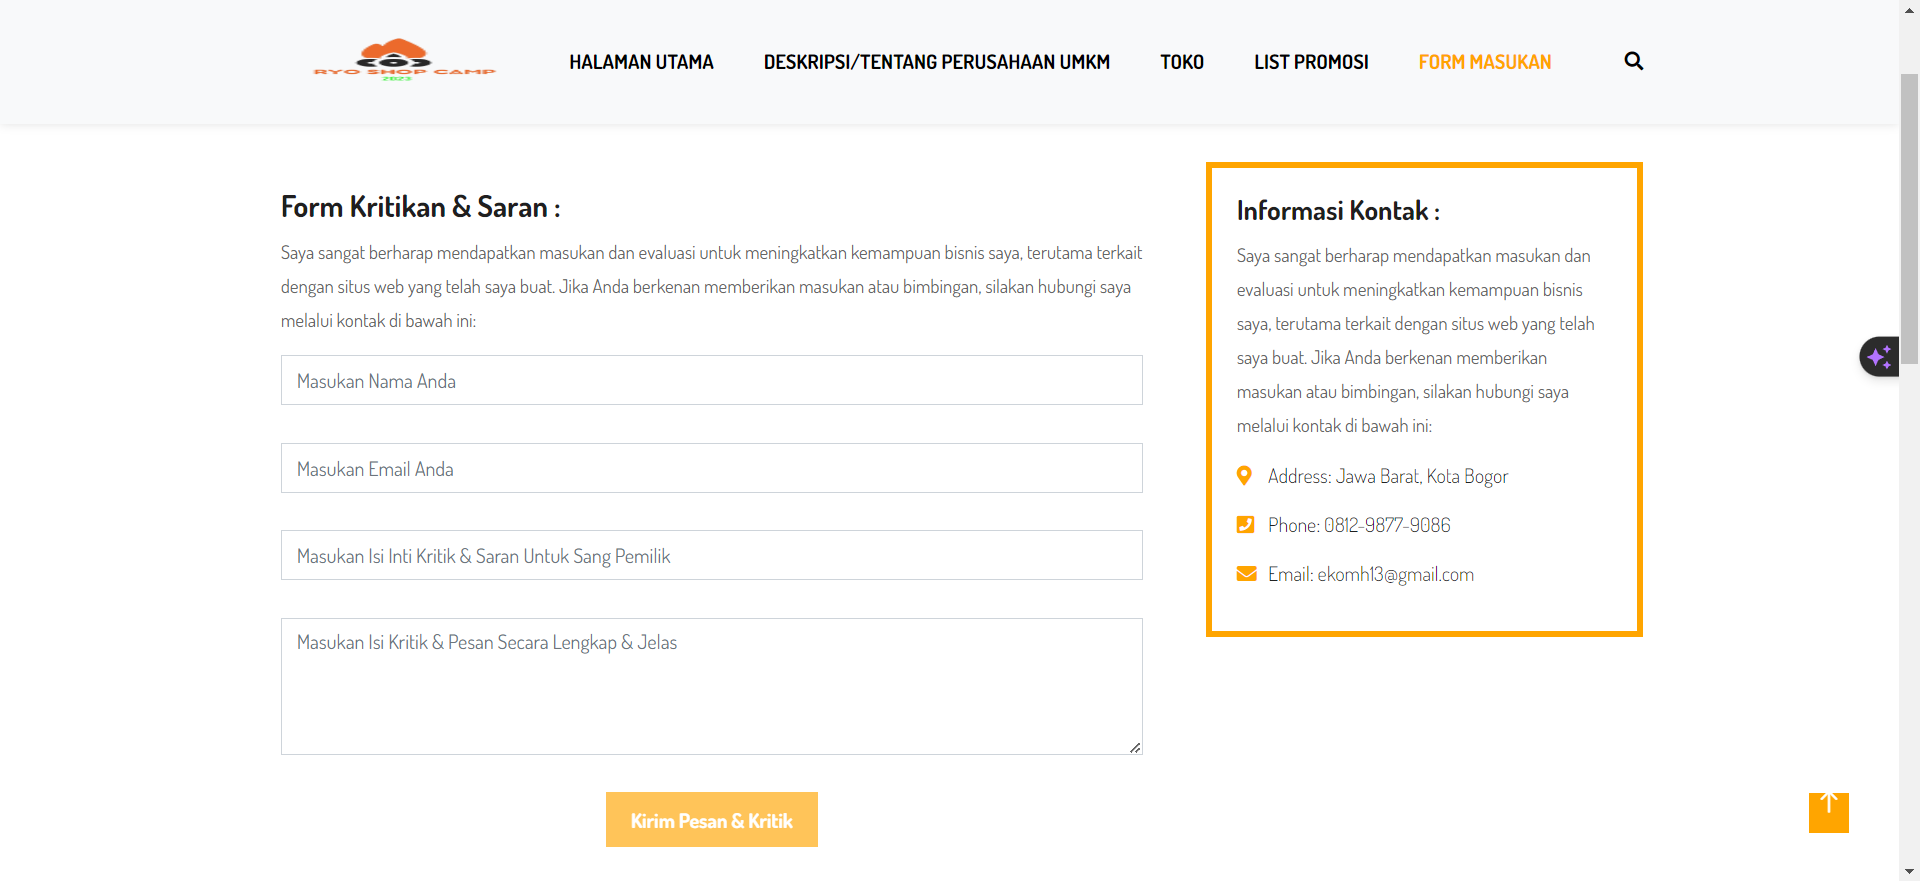 RYO SHOP CAMP
2023
HALAMAN UTAMA
DESKRIPSI/TENTANG PERUSAHAAN UMKM
TOKO
LIST PROMOSI
FORM MASUKAN
Form Kritikan & Saran :
Saya sangat berharap mendapatkan masukan dan evaluasi untuk meningkatkan kemampuan bisnis saya, terutama terkait
dengan situs web yang telah saya buat. Jika Anda berkenan memberikan masukan atau bimbingan, silakan hubungi saya
melalui kontak di bawah ini:
Masukan Nama Anda
Masukan Email Anda
Masukan Isi Inti Kritik & Saran Untuk Sang Pemilik
Masukan Isi Kritik & Pesan Secara Lengkap & Jelas
Kirim Pesan & Kritik
Informasi Kontak :
Saya sangat berharap mendapatkan masukan dan
evaluasi untuk meningkatkan kemampuan bisnis
saya, terutama terkait dengan situs web yang telah
saya buat. Jika Anda berkenan memberikan
masukan atau bimbingan, silakan hubungi saya
melalui kontak di bawah ini:
Address: Jawa Barat, Kota Bogor
Phone: 0812-9877-9086
Email: ekomh13@gmail.com